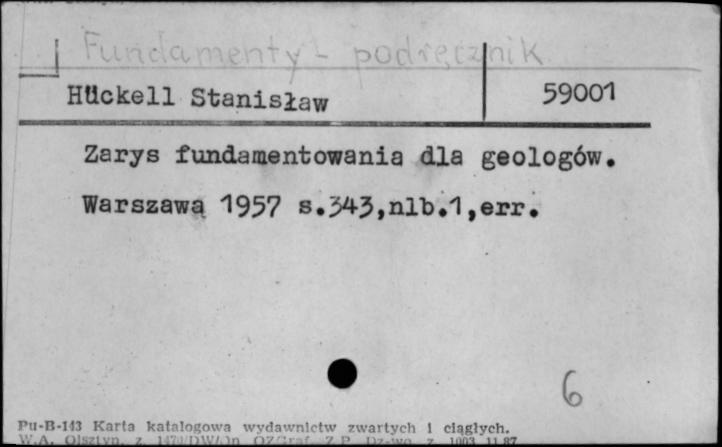 Fundamenty - podręcznik
Hückell Stanisław 59001
Zarys fundamentowania dla geologów.
Warszawa 1957 s.343,nlb.1,err.
6
Pu-B-143 Karta katalogowa wydawnictw zwartych i ciągłych.
W.A. Olsztyn, z.